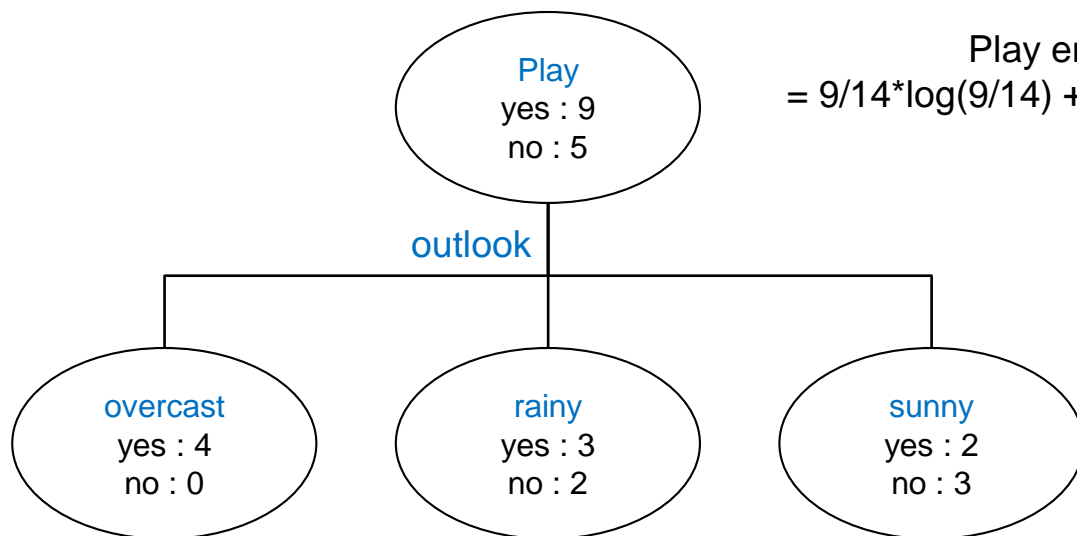 Play
yes : 9
no : 5
Play
= 9/14*log(9/14) +
outlook
overcast
yes : 4
no : 0
rainy
yes : 3
no : 2
sunny
yes : 2
no : 3